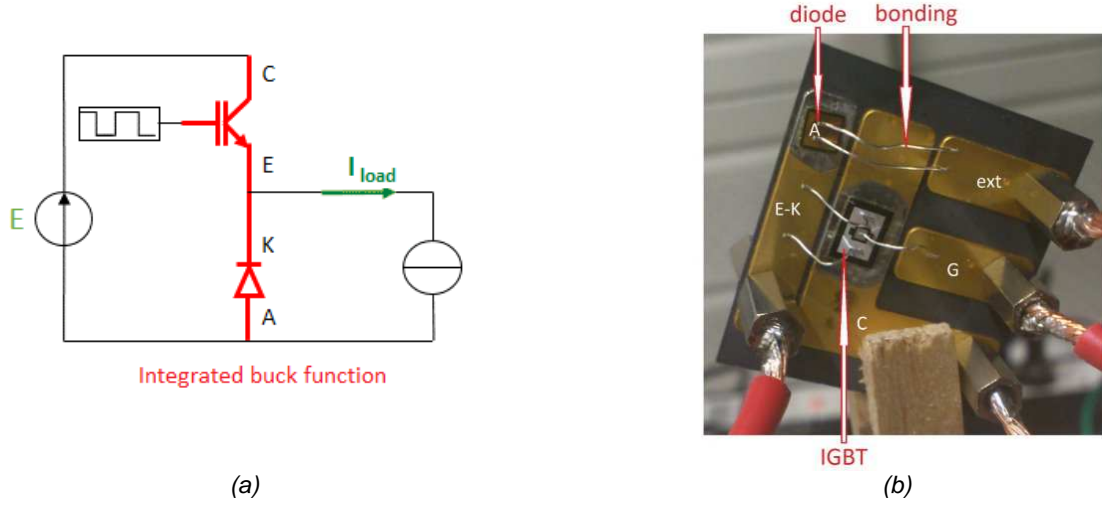 C
E
I load
E
K
A
Integrated buck function
(a)
diode bonding
A
ext
E-K
G
C
IGBT
(b)